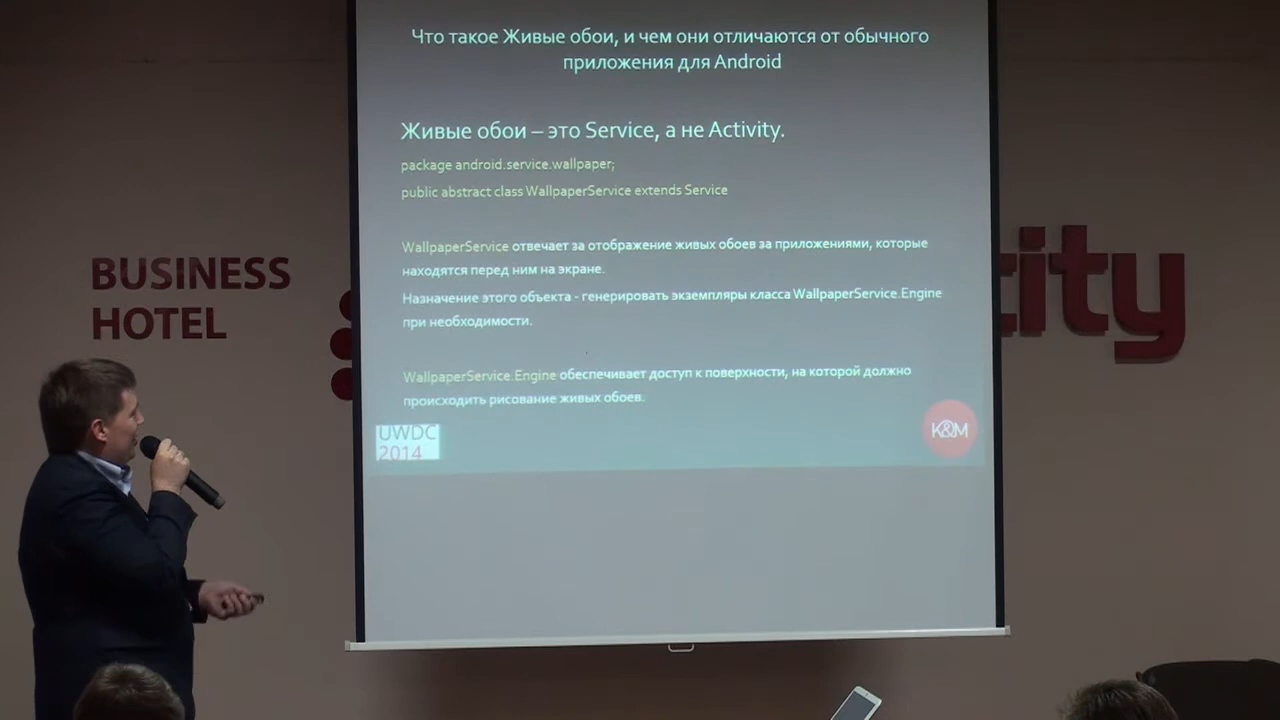 Что такое Живые обои, и чем они отличаются от обычного
приложения для Android
Живые обои – это Service, а не Activity.
package android.service.wallpaper;
public abstract class WallpaperService extends Service
WallpaperService отвечает за отображение живых обоев за приложениями, которые
находятся перед ним на экране.
Назначение этого объекта - генерировать экземпляры класса WallpaperService.Engine
при необходимости.
WallpaperService.Engine обеспечивает доступ к поверхности, на которой должно
происходить рисование живых обоев.
UWDC
2014
K&M
BUSINESS
HOTEL
city